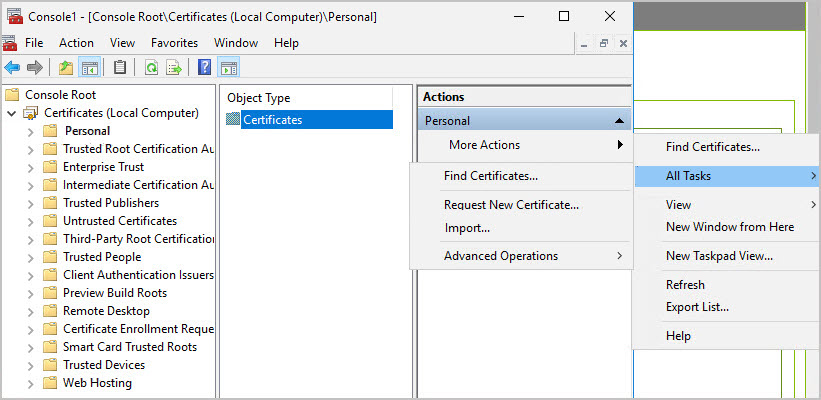 Console1 - [Console Root\Certificates (Local Computer)\Personal]
File Action View Favorites Window Help
Console Root
Certificates (Local Computer)
Personal
Trusted Root Certification Au
Enterprise Trust
Intermediate Certification Au
Trusted Publishers
Untrusted Certificates
Third-Party Root Certification
Trusted People
Client Authentication Issuers
Preview Build Roots
Remote Desktop
Certificate Enrollment Reque
Smart Card Trusted Roots
Trusted Devices
Web Hosting
Object Type
Certificates
Actions
Personal
More Actions
Find Certificates...
Request New Certificate...
Import...
Advanced Operations
Find Certificates...
All Tasks
View
New Window from Here
New Taskpad View...
Refresh
Export List...
Help